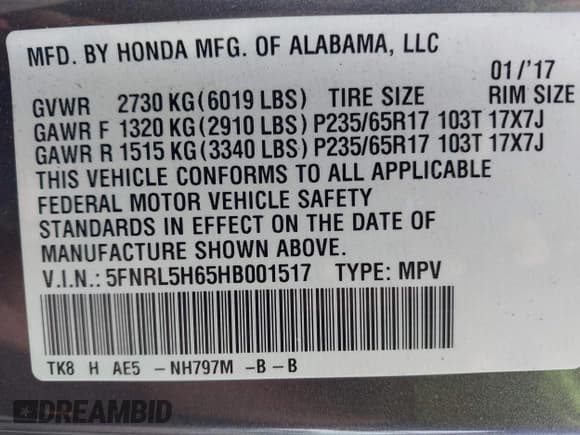 MFD. BY HONDA MFG. OF ALABAMA, LLC
01/'17
GVWR 2730 KG(6019 LBS) TIRE SIZE RIM SIZE
GAWR F 1320 KG(2910 LBS)P235/65R17 103T 17X7J
GAWR R 1515 KG(3340 LBS)P235/65R17 103T 17X7J
THIS VEHICLE CONFORMS TO ALL APPLICABLE
FEDERAL MOTOR VEHICLE SAFETY
STANDARDS IN EFFECT ON THE DATE OF
MANUFACTURE SHOWN ABOVE.
V.I.N.: 5FNRL5H65HB001517 TYPE: MPV
TK8 H AE5 -NH797M -B-B
DREAMBID